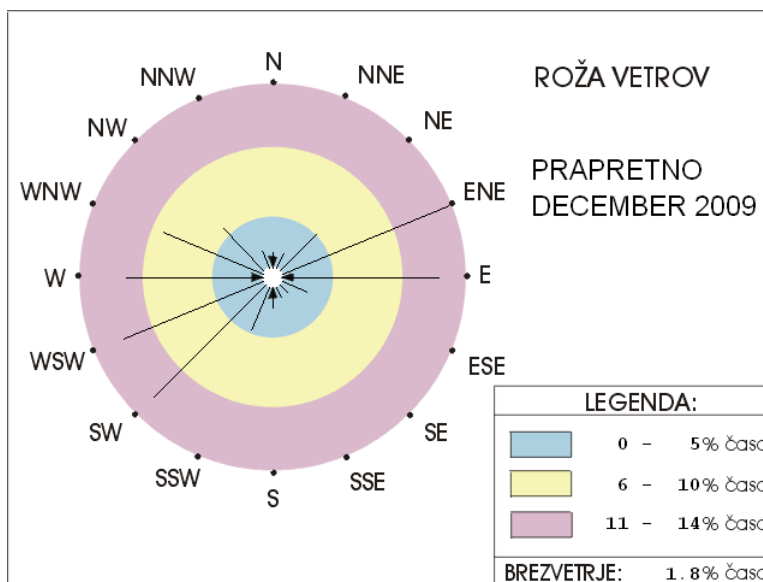 ROŽA VETROV
PRAPRETNO
DECEMBER 2009
N
NNE
NE
ENE
E
ESE
SE
SSE
S
SSW
SW
WSW
W
WNW
NW
NNW
LEGENDA:
0 - 5% časa
6 - 10% časa
11 - 14% časa
BREZVETRJE: 1.8% časa